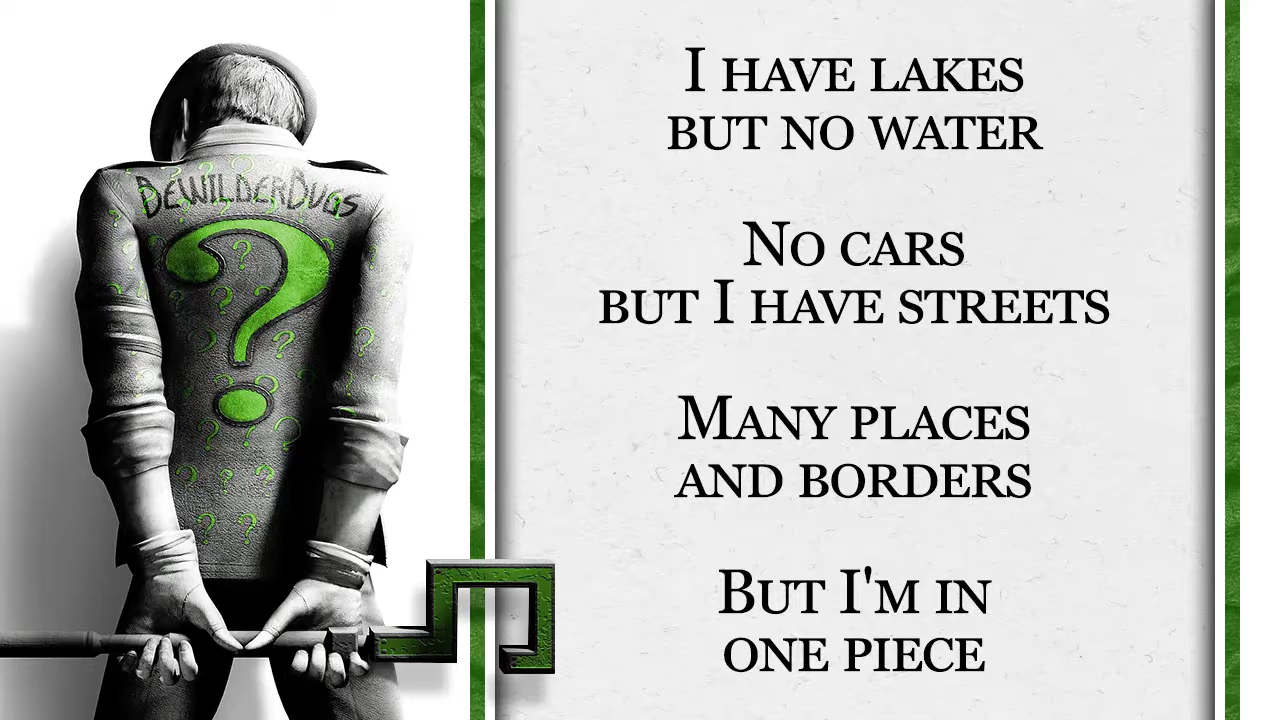 BewilderBugs
I have lakes
but no water
No cars
but I have streets
Many places
and borders
But I'm in
one piece